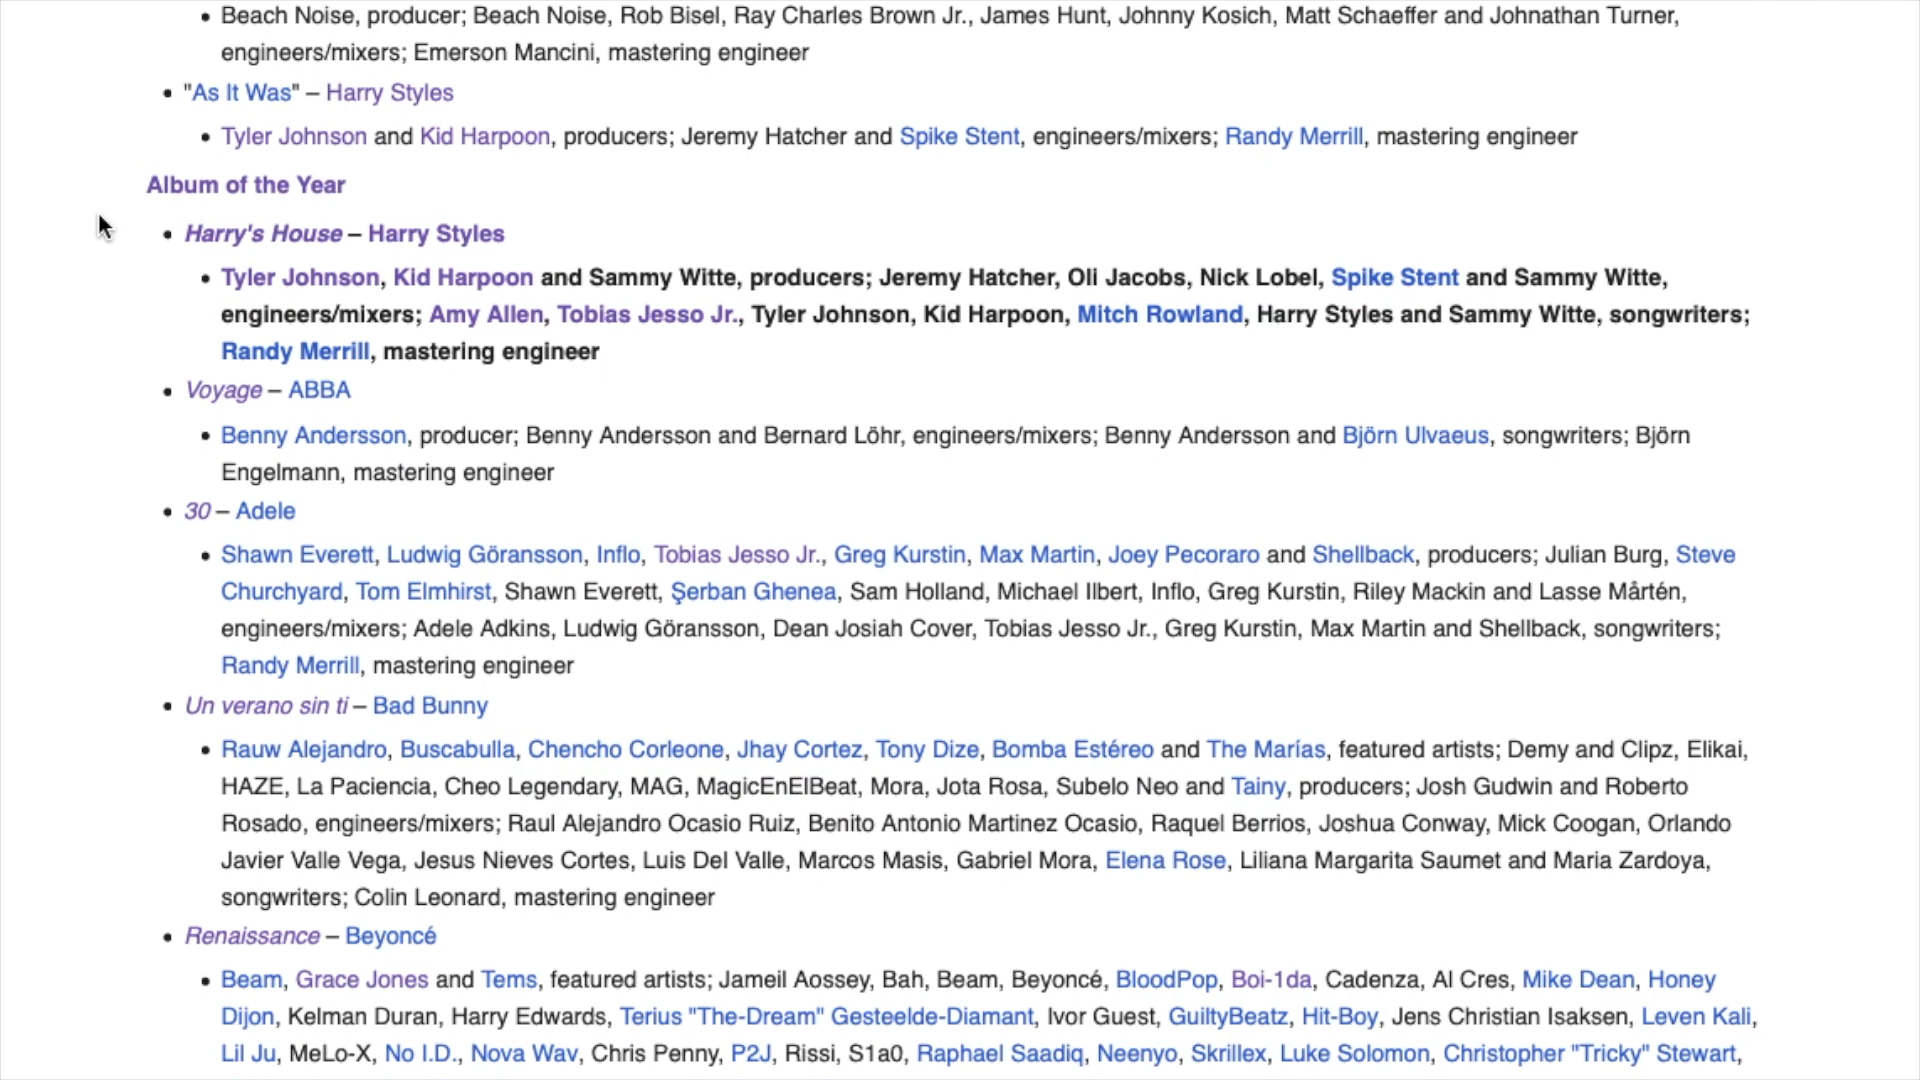 Beach Noise, producer; Beach Noise, Rob Bisel, Ray Charles Brown Jr., James Hunt, Johnny Kosich, Matt Schaeffer and Johnathan Turner,
engineers/mixers; Emerson Mancini, mastering engineer
"As It Was" – Harry Styles
Tyler Johnson and Kid Harpoon, producers; Jeremy Hatcher and Spike Stent, engineers/mixers; Randy Merrill, mastering engineer
Album of the Year
Harry's House – Harry Styles
Tyler Johnson, Kid Harpoon and Sammy Witte, producers; Jeremy Hatcher, Oli Jacobs, Nick Lobel, Spike Stent and Sammy Witte,
engineers/mixers; Amy Allen, Tobias Jesso Jr., Tyler Johnson, Kid Harpoon, Mitch Rowland, Harry Styles and Sammy Witte, songwriters;
Randy Merrill, mastering engineer
Voyage – ABBA
Benny Andersson, producer; Benny Andersson and Bernard Löhr, engineers/mixers; Benny Andersson and Björn Ulvaeus, songwriters; Björn
Engelmann, mastering engineer
30 – Adele
Shawn Everett, Ludwig Göransson, Inflo, Tobias Jesso Jr., Greg Kurstin, Max Martin, Joey Pecoraro and Shellback, producers; Julian Burg, Steve
Churchyard, Tom Elmhirst, Shawn Everett, Şerban Ghenea, Sam Holland, Michael Ilbert, Inflo, Greg Kurstin, Riley Mackin and Lasse Mårtén,
engineers/mixers; Adele Adkins, Ludwig Göransson, Dean Josiah Cover, Tobias Jesso Jr., Greg Kurstin, Max Martin and Shellback, songwriters;
Randy Merrill, mastering engineer
Un verano sin ti – Bad Bunny
Rauw Alejandro, Buscabulla, Chencho Corleone, Jhay Cortez, Tony Dize, Bomba Estéreo and The Marías, featured artists; Demy and Clipz, Elikai,
HAZE, La Paciencia, Cheo Legendary, MAG, MagicEnElBeat, Mora, Jota Rosa, Subelo Neo and Tainy, producers; Josh Gudwin and Roberto
Rosado, engineers/mixers; Raul Alejandro Ocasio Ruiz, Benito Antonio Martinez Ocasio, Raquel Berrios, Joshua Conway, Mick Coogan, Orlando
Javier Valle Vega, Jesus Nieves Cortes, Luis Del Valle, Marcos Masis, Gabriel Mora, Elena Rose, Liliana Margarita Saumet and Maria Zardoya,
songwriters; Colin Leonard, mastering engineer
Renaissance – Beyoncé
Beam, Grace Jones and Tems, featured artists; Jameil Aossey, Bah, Beam, Beyoncé, BloodPop, Boi-1da, Cadenza, Al Cres, Mike Dean, Honey
Dijon, Kelman Duran, Harry Edwards, Terius "The-Dream" Gesteelde-Diamant, Ivor Guest, GuiltyBeatz, Hit-Boy, Jens Christian Isaksen, Leven Kali,
Lil Ju, MeLo-X, No I.D., Nova Wav, Chris Penny, P2J, Rissi, S1a0, Raphael Saadiq, Neenyo, Skrillex, Luke Solomon, Christopher "Tricky" Stewart,